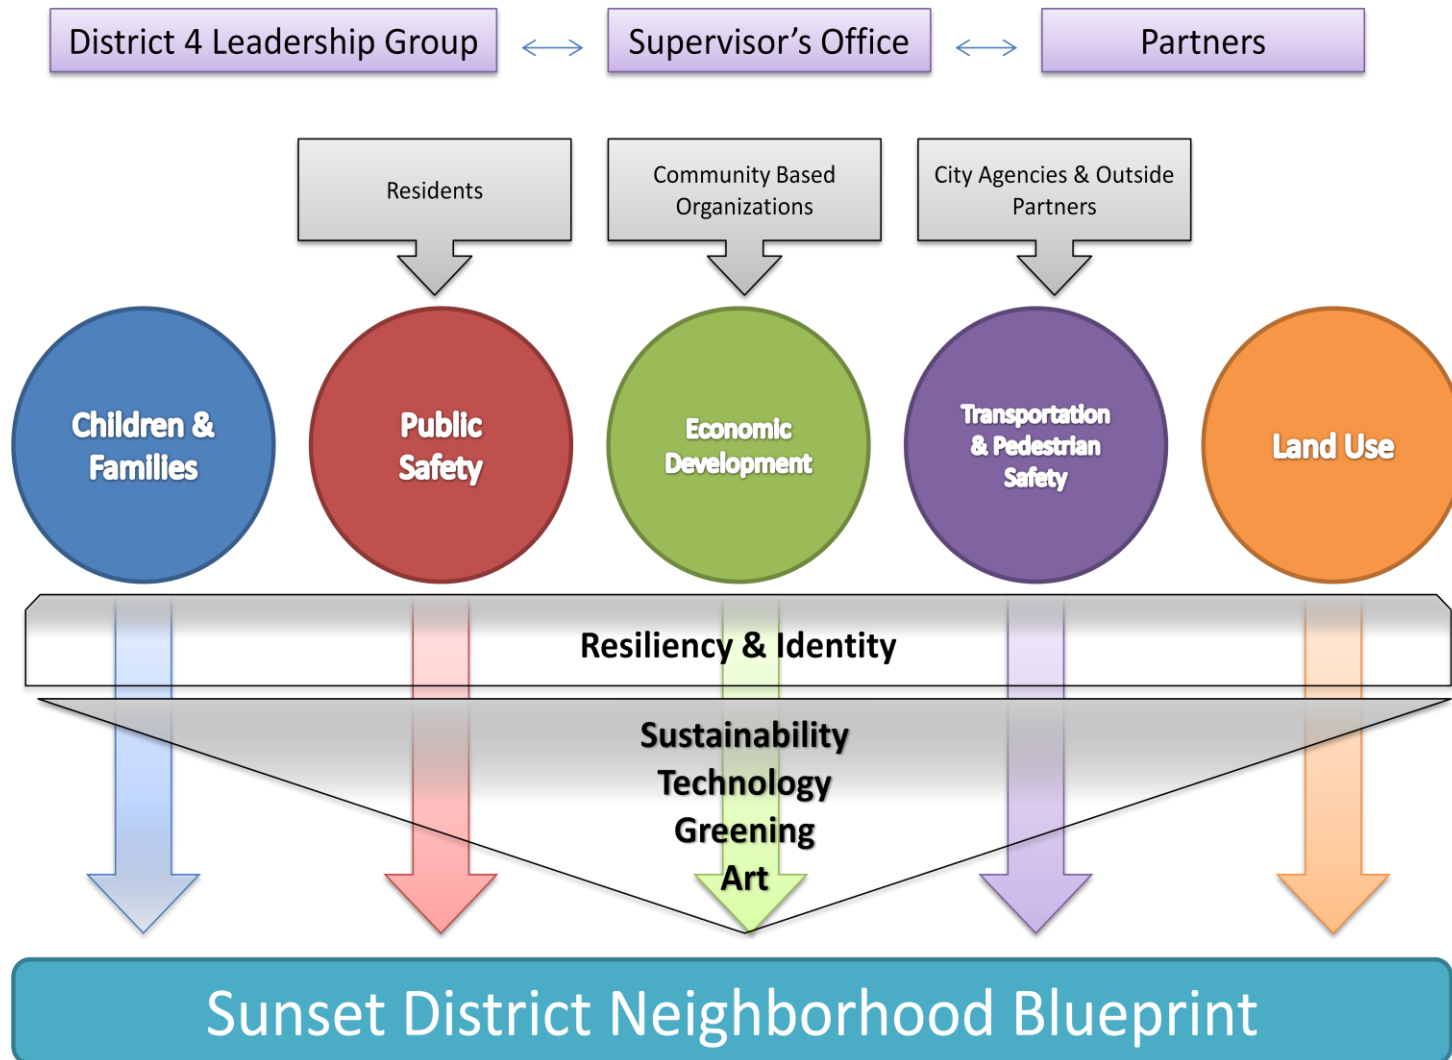 District 4 Leadership Group
Supervisor’s Office
Partners
Residents
Community Based
Organizations
City Agencies & Outside
Partners
Children &
Families
Public
Safety
Economic
Development
Transportation
& Pedestrian
Safety
Land Use
Resiliency & Identity
Sustainability
Technology
Greening
Art
Sunset District Neighborhood Blueprint